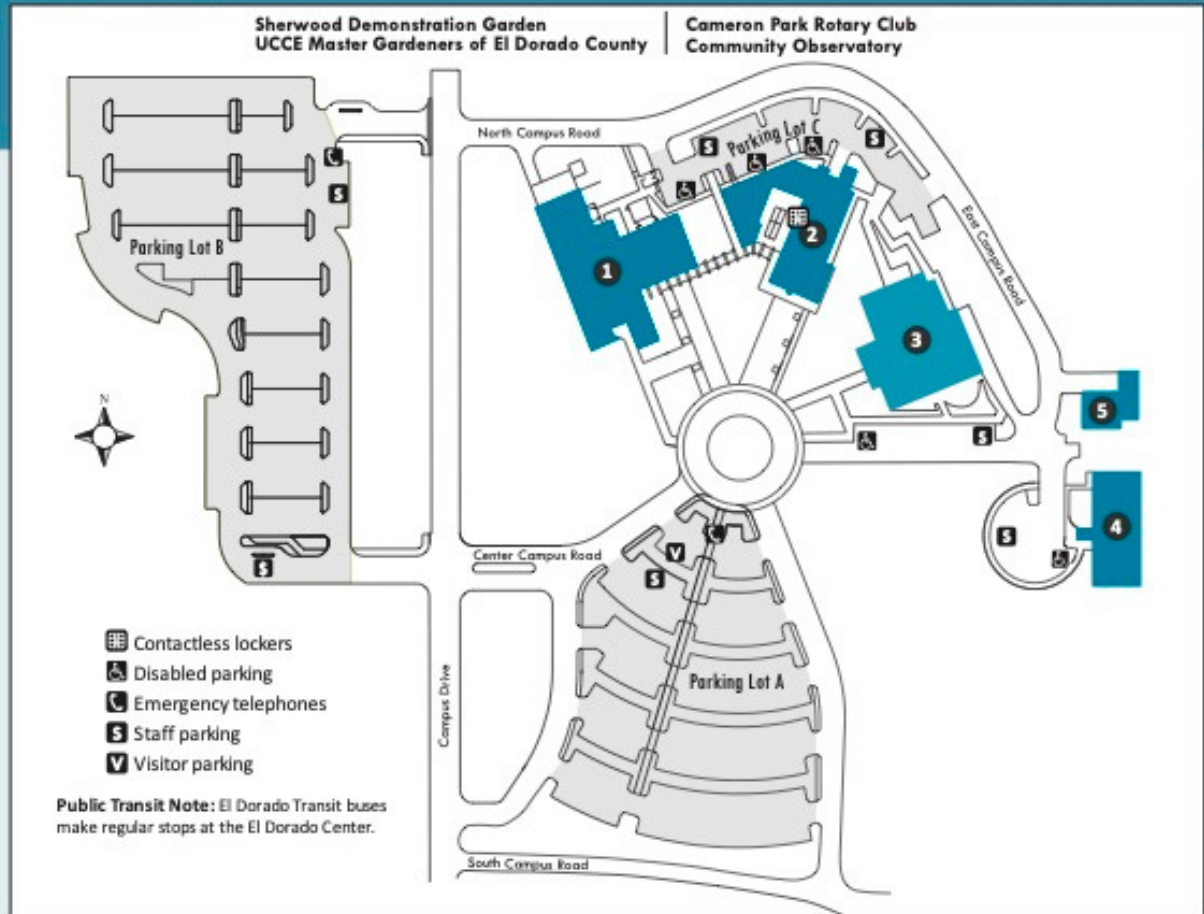 Sherwood Demonstration Garden
UCCE Master Gardeners of El Dorado County
Cameron Park Rotary Club
Community Observatory
North Campus Road
Parking Lot C
S
S
East Campus Road
S
Parking Lot B
1
2
3
5
4
N
S
S
S
Center Campus Road
V
S
Parking Lot A
Campus Drive
South Campus Road
Contactless lockers
Disabled parking
Emergency telephones
S Staff parking
V Visitor parking
Public Transit Note: El Dorado Transit buses
make regular stops at the El Dorado Center.